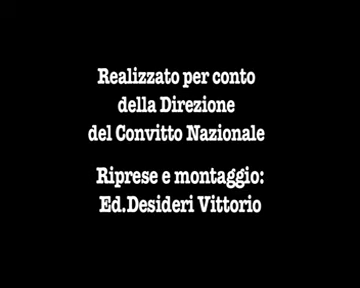 Realizzato per conto
della Direzione
del Convitto Nazionale
Riprese e montaggio:
Ed.Desideri Vittorio